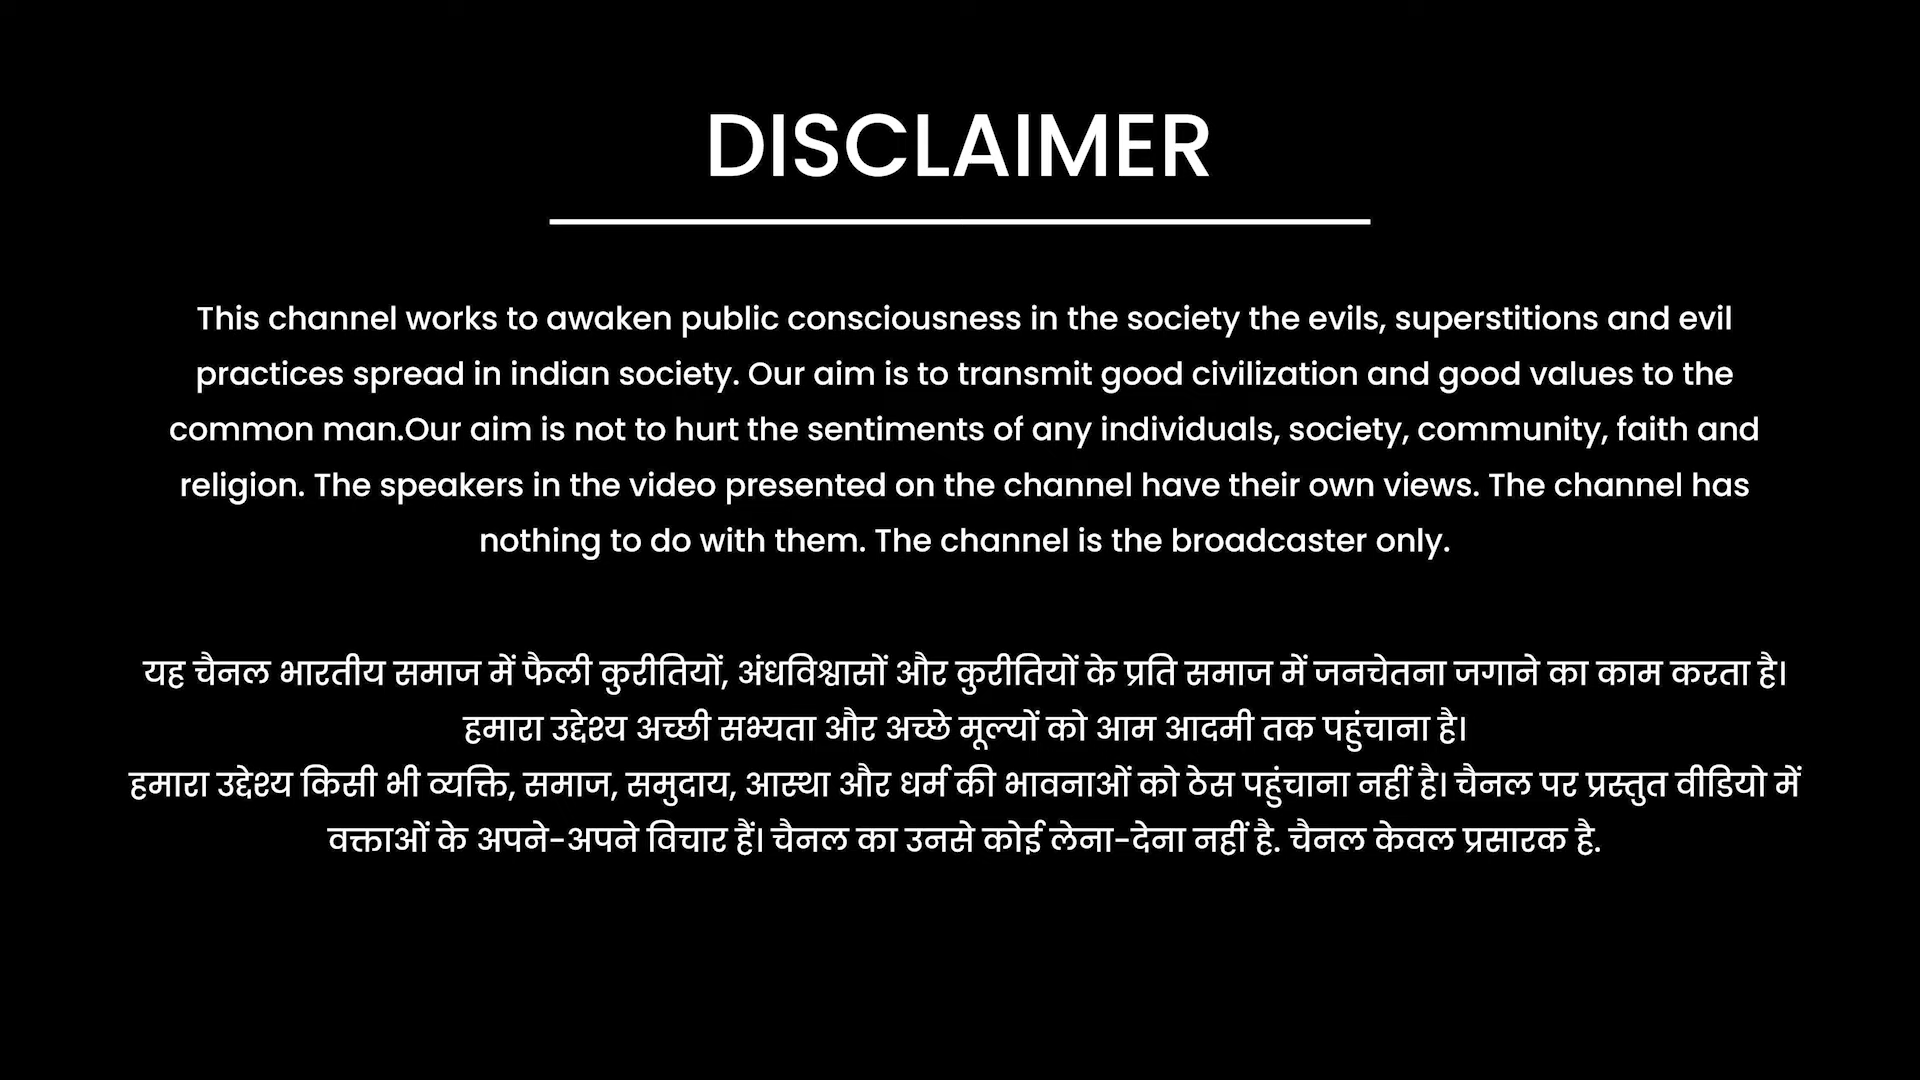 DISCLAIMER
This channel works to awaken public consciousness in the society the evils, superstitions and evil
practices spread in indian society. Our aim is to transmit good civilization and good values to the
common man.Our aim is not to hurt the sentiments of any individuals, society, community, faith and
religion. The speakers in the video presented on the channel have their own views. The channel has
nothing to do with them. The channel is the broadcaster only.
यह चैनल भारतीय समाज में फैली कुरीतियों, अंधविश्वासों और कुरीतियों के प्रति समाज में जनचेतना जगाने का काम करता है।
हमारा उद्देश्य अच्छी सभ्यता और अच्छे मूल्यों को आम आदमी तक पहुंचाना है।
हमारा उद्देश्य किसी भी व्यक्ति, समाज, समुदाय, आस्था और धर्म की भावनाओं को ठेस पहुंचाना नहीं है। चैनल पर प्रस्तुत वीडियो में
वक्ताओं के अपने-अपने विचार हैं। चैनल का उनसे कोई लेना-देना नहीं है. चैनल केवल प्रसारक है.